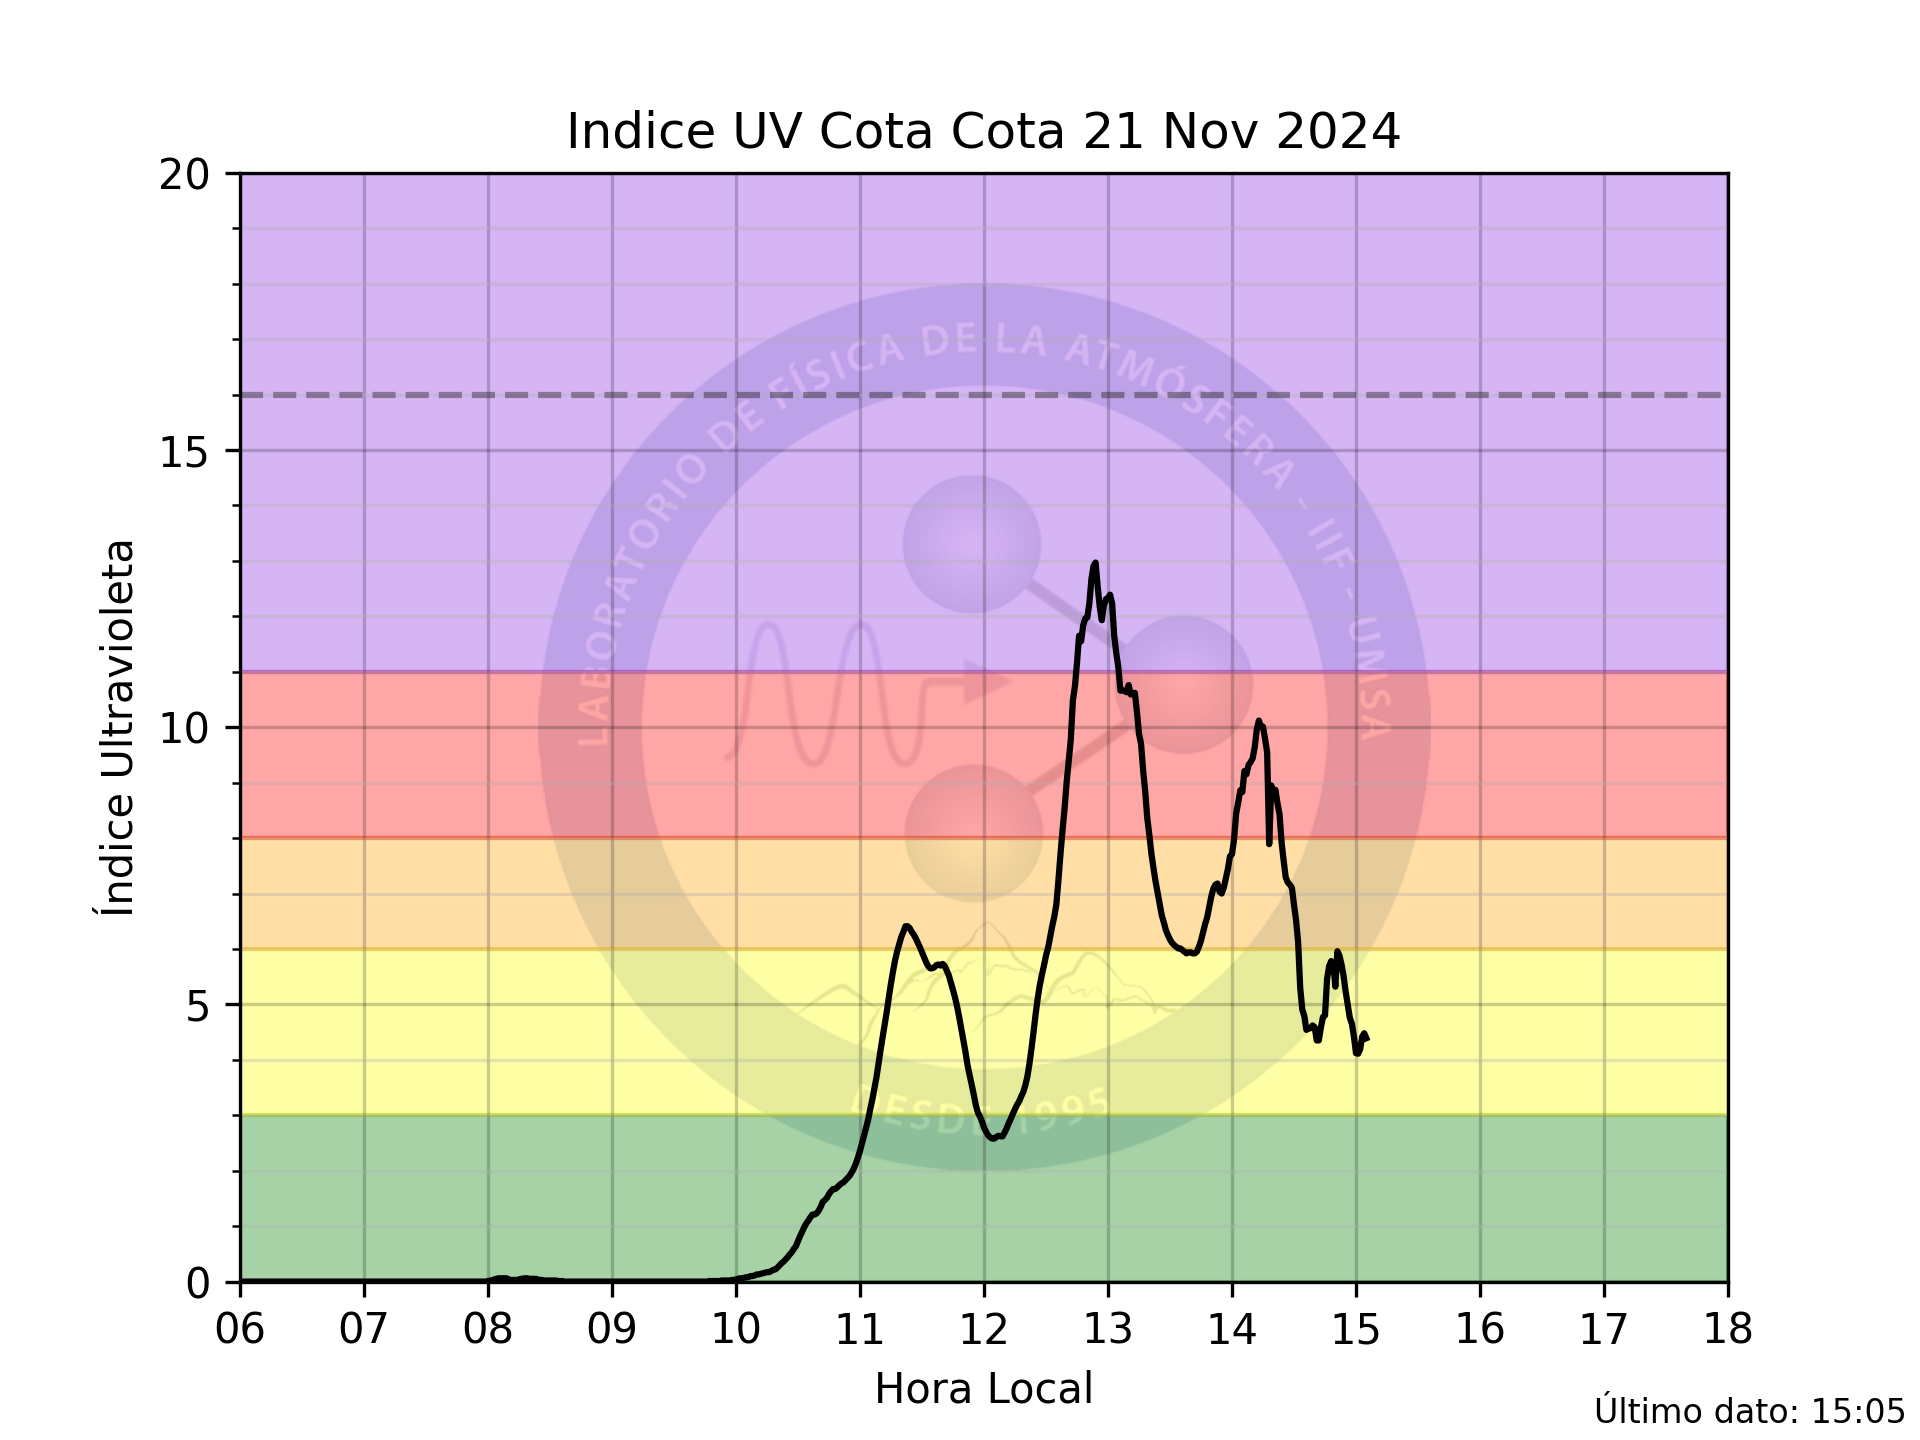 Indice UV Cota Cota 21 Nov 2024
20
15
10
5
0
Índice Ultravioleta
LABORATORIO DE FÍSICA DE LA ATMÓSFERA - IIF - UMSA
DESDE 1995
06 07 08 09 10 11 12 13 14 15 16 17 18
Hora Local
Último dato: 15:05